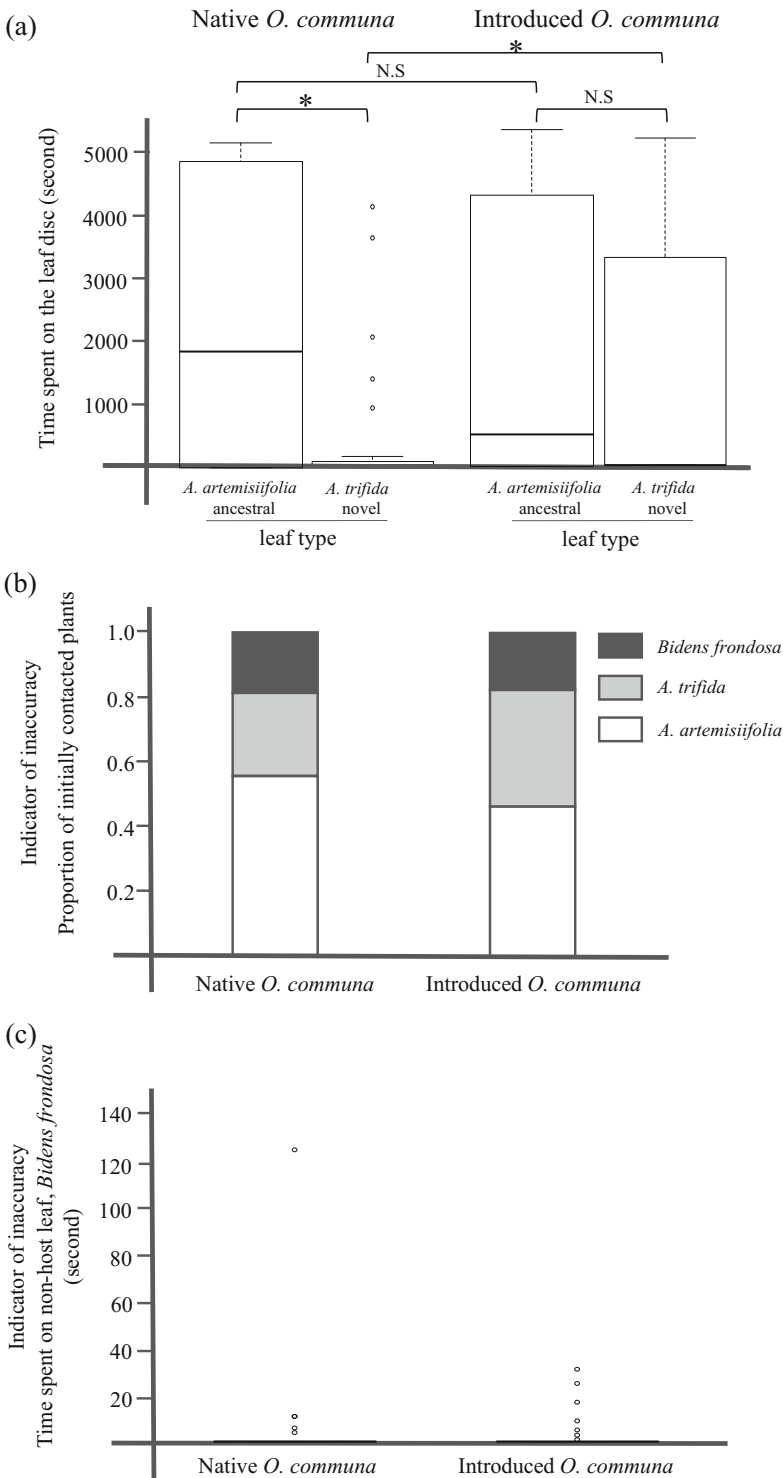 (a)
Native O. communa
Introduced O. communa
*
N.S
*
N.S
Time spent on the leaf disc (second)
5000
4000
3000
2000
1000
A. artemisiifolia
ancestral
A. trifida
novel
A. artemisiifolia
ancestral
A. trifida
novel
leaf type
leaf type
(b)
Indicator of inaccuracy
Proportion of initially contacted plants
1.0
0.8
0.6
0.4
0.2
Bidens frondosa
A. trifida
A. artemisiifolia
Native O. communa
Introduced O. communa
(c)
Indicator of inaccuracy
Time spent on non-host leaf, Bidens frondosa
(second)
140
120
100
80
60
40
20
Native O. communa
Introduced O. communa